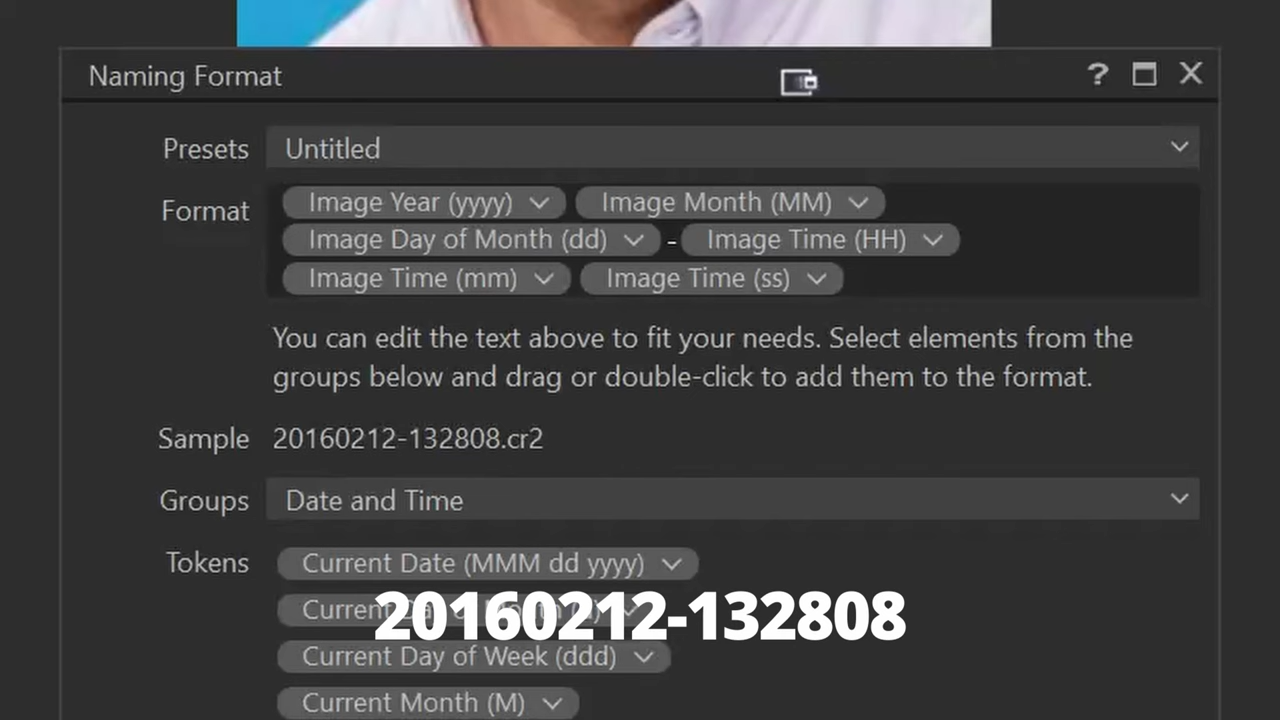 Naming Format
Presets Untitled
Format Image Year (yyyy) Image Month (MM)
Image Day of Month (dd) - Image Time (HH)
Image Time (mm) Image Time (ss)
You can edit the text above to fit your needs. Select elements from the
groups below and drag or double-click to add them to the format.
Sample 20160212-132808.cr2
Groups Date and Time
Tokens Current Date (MMM dd yyyy)
Current
20160212-132808
Current Day of Week (ddd)
Current Month (M)